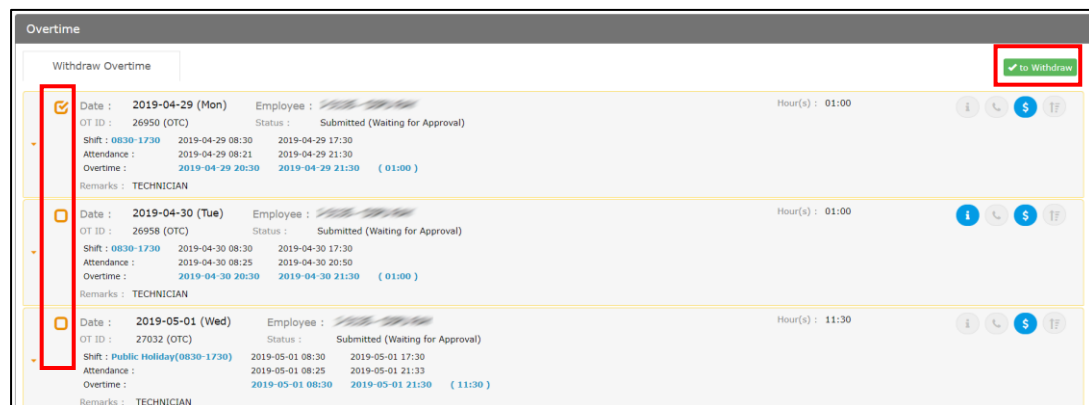 Overtime
Withdraw Overtime
✔ to Withdraw
Date : 2019-04-29 (Mon) Employee : Hour(s) : 01:00
OT ID : 26950 (OTC) Status : Submitted (Waiting for Approval)
Shift : 0830-1730 2019-04-29 08:30 2019-04-29 17:30
Attendance : 2019-04-29 08:21 2019-04-29 21:30
Overtime : 2019-04-29 20:30 2019-04-29 21:30 ( 01:00 )
Remarks : TECHNICIAN
Date : 2019-04-30 (Tue) Employee : Hour(s) : 01:00
OT ID : 26958 (OTC) Status : Submitted (Waiting for Approval)
Shift : 0830-1730 2019-04-30 08:30 2019-04-30 17:30
Attendance : 2019-04-30 08:25 2019-04-30 20:50
Overtime : 2019-04-30 20:30 2019-04-30 21:30 ( 01:00 )
Remarks : TECHNICIAN
Date : 2019-05-01 (Wed) Employee : Hour(s) : 11:30
OT ID : 27032 (OTC) Status : Submitted (Waiting for Approval)
Shift : Public Holiday(0830-1730) 2019-05-01 08:30 2019-05-01 17:30
Attendance : 2019-05-01 08:25 2019-05-01 21:33
Overtime : 2019-05-01 08:30 2019-05-01 21:30 ( 11:30 )
Remarks : TECHNICIAN